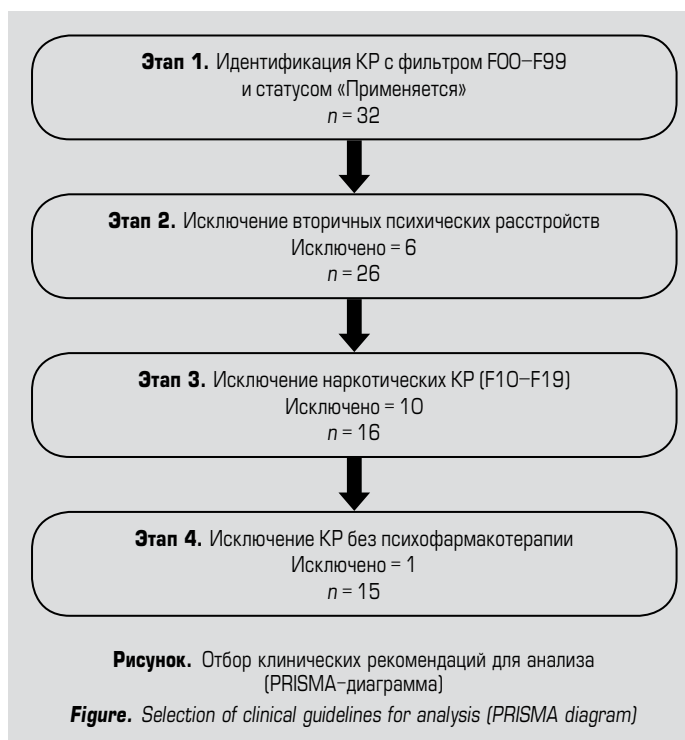 Этап 1. Идентификация КР с фильтром F00–F99
и статусом «Применяется»
n = 32
Этап 2. Исключение вторичных психических расстройств
Исключено = 6
n = 26
Этап 3. Исключение наркотических КР (F10–F19)
Исключено = 10
n = 16
Этап 4. Исключение КР без психофармакотерапии
Исключено = 1
n = 15
Рисунок. Отбор клинических рекомендаций для анализа
(PRISMA-диаграмма)
Figure. Selection of clinical guidelines for analysis (PRISMA diagram)